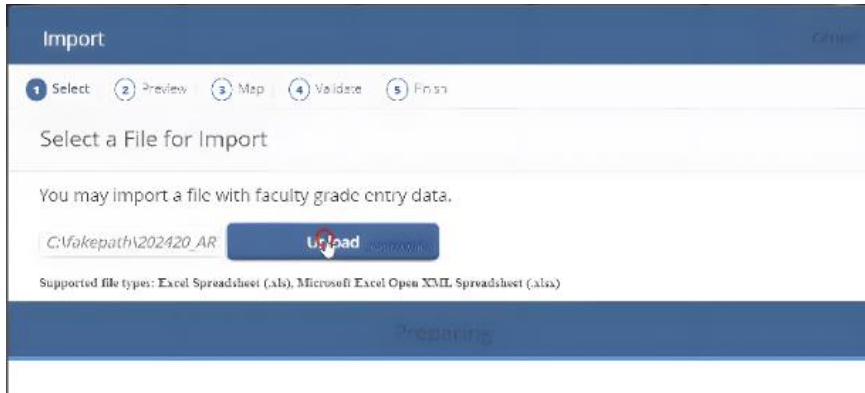 Import
1 Select 2 Preview 3 Map 4 Validate 5 Finish
Select a File for Import
You may import a file with faculty grade entry data.
C:\fakepath\202420_AR Upload
Supported file types: Excel Spreadsheet (.xls), Microsoft Excel Open XML Spreadsheet (.xlsx)
Preparing